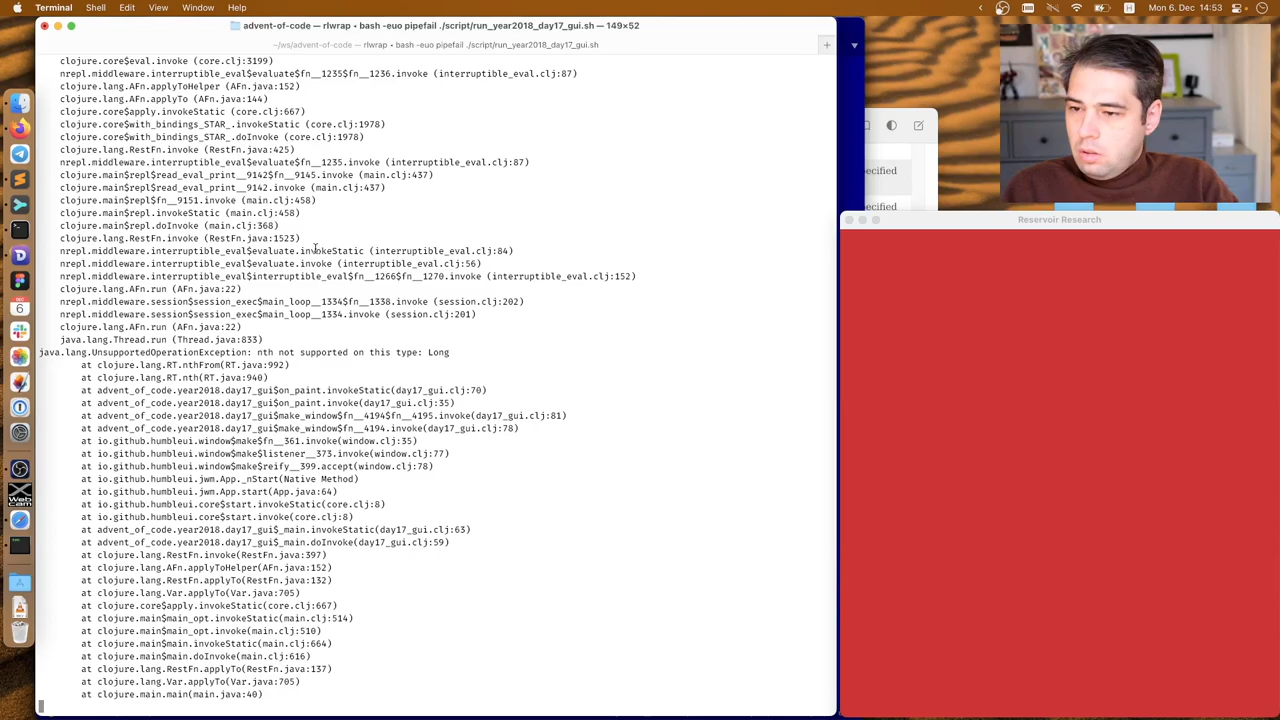 Terminal Shell Edit View Window Help
Mon 6. Dec 14:53
advent-of-code — rlwrap • bash -euo pipefail ./script/run_year2018_day17_gui.sh — 149×52
~/ws/advent-of-code — rlwrap • bash -euo pipefail ./script/run_year2018_day17_gui.sh
clojure.core$eval.invoke (core.clj:3199)
nrepl.middleware.interruptible_eval$evaluate$fn__1235$fn__1236.invoke (interruptible_eval.clj:87)
clojure.lang.AFn.applyToHelper (AFn.java:152)
clojure.lang.AFn.applyTo (AFn.java:144)
clojure.core$apply.invokeStatic (core.clj:667)
clojure.core$with_bindings_STAR_.invokeStatic (core.clj:1978)
clojure.core$with_bindings_STAR_.doInvoke (core.clj:1978)
clojure.lang.RestFn.invoke (RestFn.java:425)
nrepl.middleware.interruptible_eval$evaluate$fn__1235.invoke (interruptible_eval.clj:87)
clojure.main$repl$read_eval_print__9142$fn__9145.invoke (main.clj:437)
clojure.main$repl$read_eval_print__9142.invoke (main.clj:437)
clojure.main$repl$fn__9151.invoke (main.clj:458)
clojure.main$repl.invokeStatic (main.clj:458)
clojure.main$repl.doInvoke (main.clj:368)
clojure.lang.RestFn.invoke (RestFn.java:1523)
nrepl.middleware.interruptible_eval$evaluate.invokeStatic (interruptible_eval.clj:84)
nrepl.middleware.interruptible_eval$evaluate.invoke (interruptible_eval.clj:56)
nrepl.middleware.interruptible_eval$interruptible_eval$fn__1266$fn__1270.invoke (interruptible_eval.clj:152)
clojure.lang.AFn.run (AFn.java:22)
nrepl.middleware.session$session_exec$main_loop__1334$fn__1338.invoke (session.clj:202)
nrepl.middleware.session$session_exec$main_loop__1334.invoke (session.clj:201)
clojure.lang.AFn.run (AFn.java:22)
java.lang.Thread.run (Thread.java:833)
java.lang.UnsupportedOperationException: nth not supported on this type: Long
at clojure.lang.RT.nthFrom(RT.java:992)
at clojure.lang.RT.nth(RT.java:940)
at advent_of_code.year2018.day17_gui$on_paint.invokeStatic(day17_gui.clj:70)
at advent_of_code.year2018.day17_gui$on_paint.invoke(day17_gui.clj:35)
at advent_of_code.year2018.day17_gui$make_window$fn__4194$fn__4195.invoke(day17_gui.clj:81)
at advent_of_code.year2018.day17_gui$make_window$fn__4194.invoke(day17_gui.clj:78)
at io.github.humbleui.window$make$fn__361.invoke(window.clj:35)
at io.github.humbleui.window$make$listener__373.invoke(window.clj:77)
at io.github.humbleui.window$make$reify__399.accept(window.clj:78)
at io.github.humbleui.jwm.App._nStart(Native Method)
at io.github.humbleui.jwm.App.start(App.java:64)
at io.github.humbleui.core$start.invokeStatic(core.clj:8)
at io.github.humbleui.core$start.invoke(core.clj:8)
at advent_of_code.year2018.day17_gui$_main.invokeStatic(day17_gui.clj:63)
at advent_of_code.year2018.day17_gui$_main.doInvoke(day17_gui.clj:59)
at clojure.lang.RestFn.invoke(RestFn.java:397)
at clojure.lang.AFn.applyToHelper(AFn.java:152)
at clojure.lang.RestFn.applyTo(RestFn.java:132)
at clojure.lang.Var.applyTo(Var.java:705)
at clojure.core$apply.invokeStatic(core.clj:667)
at clojure.main$main_opt.invokeStatic(main.clj:514)
at clojure.main$main_opt.invoke(main.clj:510)
at clojure.main$main.invokeStatic(main.clj:664)
at clojure.main$main.doInvoke(main.clj:616)
at clojure.lang.RestFn.applyTo(RestFn.java:137)
at clojure.lang.Var.applyTo(Var.java:705)
at clojure.main.main(main.java:40)
ecified
ecified
Reservoir Research